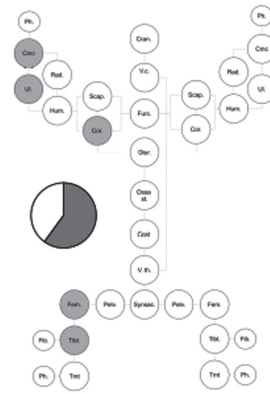 Ph.
Cran.
Ph.
Cmc
Cmc
Rad.
V.c.
Rad.
Ul.
Scap.
Scap.
Ul.
Hum.
Furc.
Hum.
Cor.
Cor.
Ster.
Osse
st.
Cost
V. th.
Fem.
Pelv.
Synsac.
Pelv.
Fem.
Fib.
Tibt.
Tibt.
Fib.
Ph.
Tmt
Tmt
Ph.